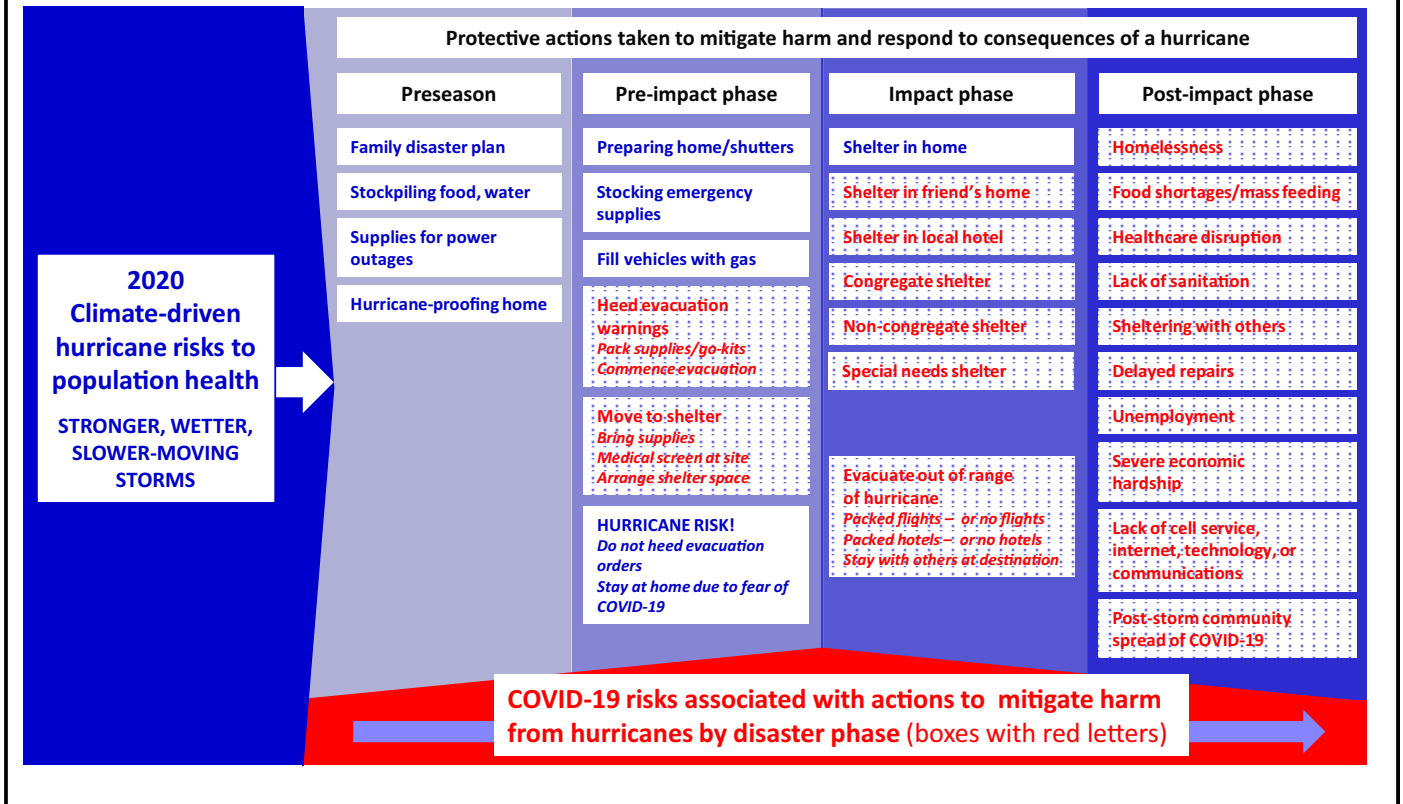 Protective actions taken to mitigate harm and respond to consequences of a hurricane
2020
Climate-driven
hurricane risks to
population health
STRONGER, WETTER,
SLOWER-MOVING
STORMS
Preseason
Family disaster plan
Stockpiling food, water
Supplies for power
outages
Hurricane-proofing home
Pre-impact phase
Preparing home/shutters
Stocking emergency
supplies
Fill vehicles with gas
Heed evacuation
warnings
Pack supplies/go-kits
Commence evacuation
Move to shelter
Bring supplies
Medical screen at site
Arrange shelter space
HURRICANE RISK!
Do not heed evacuation
orders
Stay at home due to fear of
COVID-19
Impact phase
Shelter in home
Shelter in friend's home
Shelter in local hotel
Congregate shelter
Non-congregate shelter
Special needs shelter
Evacuate out of range
of hurricane
Packed flights – or no flights
Packed hotels – or no hotels
Stay with others at destination
Post-impact phase
Homelessness
Food shortages/mass feeding
Healthcare disruption
Lack of sanitation
Sheltering with others
Delayed repairs
Unemployment
Severe economic
hardship
Lack of cell service,
internet, technology, or
communications
Post-storm community
spread of COVID-19
COVID-19 risks associated with actions to mitigate harm
from hurricanes by disaster phase (boxes with red letters)